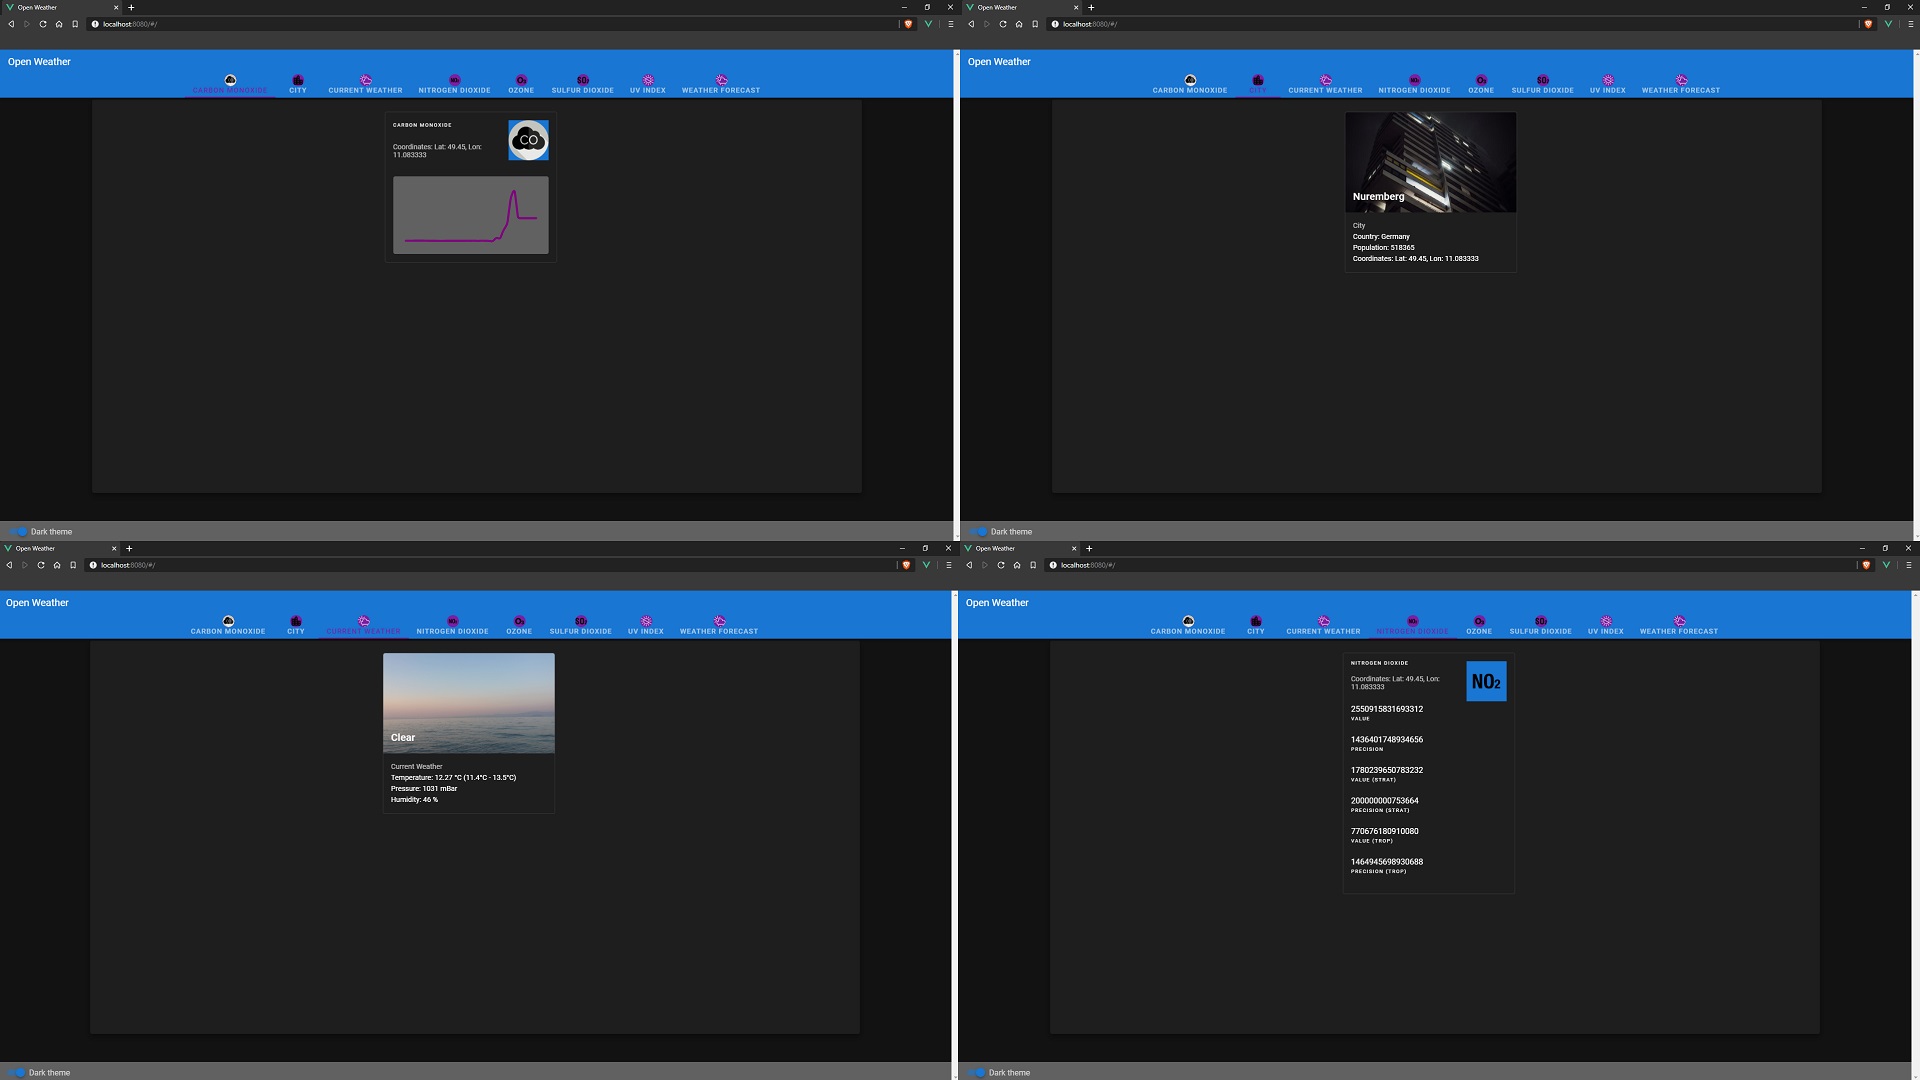 Open Weather
localhost:8080/#/
Open Weather
CARBON MONOXIDE CITY CURRENT WEATHER NITROGEN DIOXIDE OZONE SULFUR DIOXIDE UV INDEX WEATHER FORECAST
CARBON MONOXIDE
Coordinates: Lat: 49.45, Lon:
11.083333
CO
Dark theme
Open Weather
localhost:8080/#/
Open Weather
CARBON MONOXIDE CITY CURRENT WEATHER NITROGEN DIOXIDE OZONE SULFUR DIOXIDE UV INDEX WEATHER FORECAST
Nuremberg
City
Country: Germany
Population: 518365
Coordinates: Lat: 49.45, Lon: 11.083333
Dark theme
Open Weather
localhost:8080/#/
Open Weather
CARBON MONOXIDE CITY CURRENT WEATHER NITROGEN DIOXIDE OZONE SULFUR DIOXIDE UV INDEX WEATHER FORECAST
Clear
Current Weather
Temperature: 12.27 °C (11.4°C - 13.5°C)
Pressure: 1031 mBar
Humidity: 46 %
Dark theme
Open Weather
localhost:8080/#/
Open Weather
CARBON MONOXIDE CITY CURRENT WEATHER NITROGEN DIOXIDE OZONE SULFUR DIOXIDE UV INDEX WEATHER FORECAST
NITROGEN DIOXIDE
Coordinates: Lat: 49.45, Lon:
11.083333
NO2
2550915831693312
VALUE
1436401748934656
PRECISION
1780239650783232
VALUE (STRAT)
200000000753664
PRECISION (STRAT)
770676180910080
VALUE (TROP)
1464945698930688
PRECISION (TROP)
Dark theme